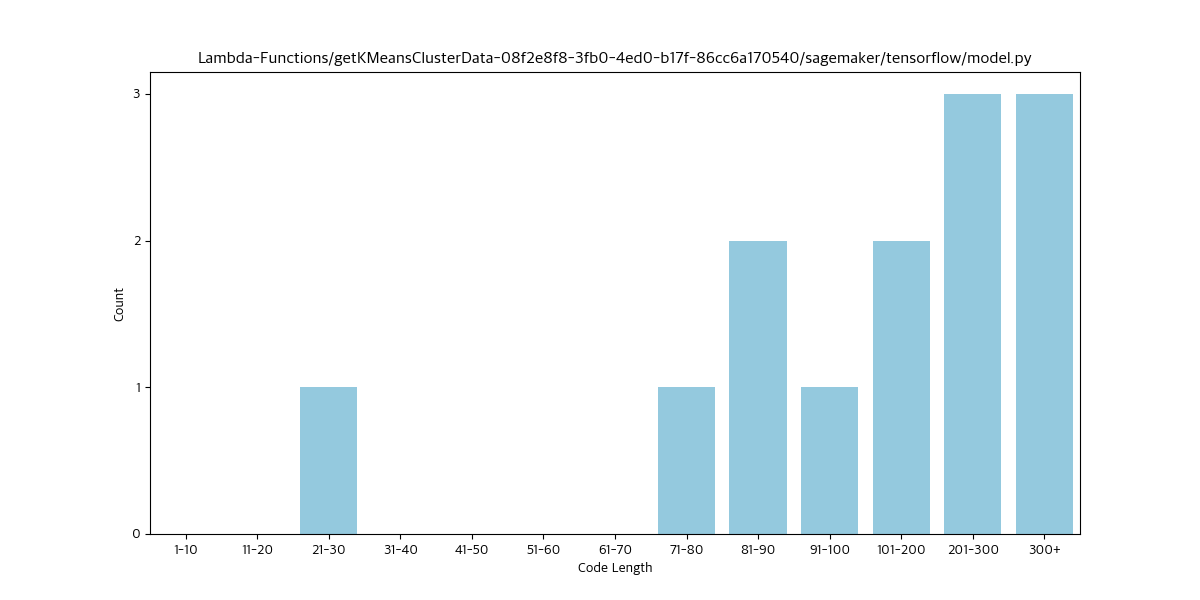 Lambda-Functions/getKMeansClusterData-08f2e8f8-3fb0-4ed0-b17f-86cc6a170540/sagemaker/tensorflow/model.py
3
2
1
0
Count
1-10 11-20 21-30 31-40 41-50 51-60 61-70 71-80 81-90 91-100 101-200 201-300 300+
Code Length